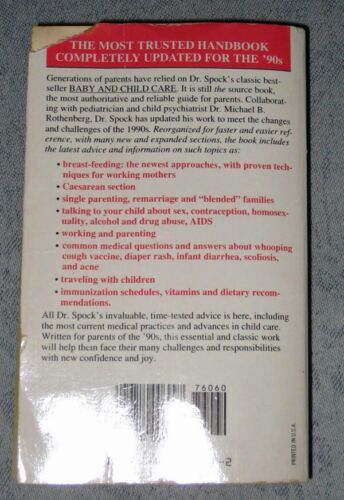 THE MOST TRUSTED HANDBOOK
COMPLETELY UPDATED FOR THE '90s
Generations of parents have relied on Dr. Spock's classic best-
seller BABY AND CHILD CARE. It is still the source book,
the most authoritative and reliable guide for parents. Collaborat-
ing with pediatrician and child psychiatrist Dr. Michael B.
Rothenberg, Dr. Spock has updated his work to meet the changes
and challenges of the 1990s. Reorganized for faster and easier ref-
erence, with many new and expanded sections, the book includes
the latest advice and information on such topics as:
• breast-feeding: the newest approaches, with proven tech-
niques for working mothers
• Caesarean section
• single parenting, remarriage and "blended" families
• talking to your child about sex, contraception, homosex-
uality, alcohol and drug abuse, AIDS
• working and parenting
• common medical questions and answers about whooping
cough vaccine, diaper rash, infant diarrhea, scoliosis,
and acne
• traveling with children
• immunization schedules, vitamins and dietary recom-
mendations.
All Dr. Spock's invaluable, time-tested advice is here, including
the most current medical practices and advances in child care.
Written for parents of the '90s, this essential and classic work
will help them face their many challenges and responsibilities
with new confidence and joy.
76060
2
PRINTED IN U.S.A.